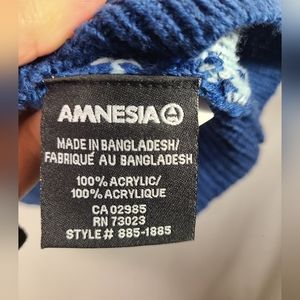 AMNESIA
MADE IN BANGLADESH/
FABRIQUÉ AU BANGLADESH
100% ACRYLIC/
100% ACRYLIQUE
CA 02985
RN 73023
STYLE# 885-1885